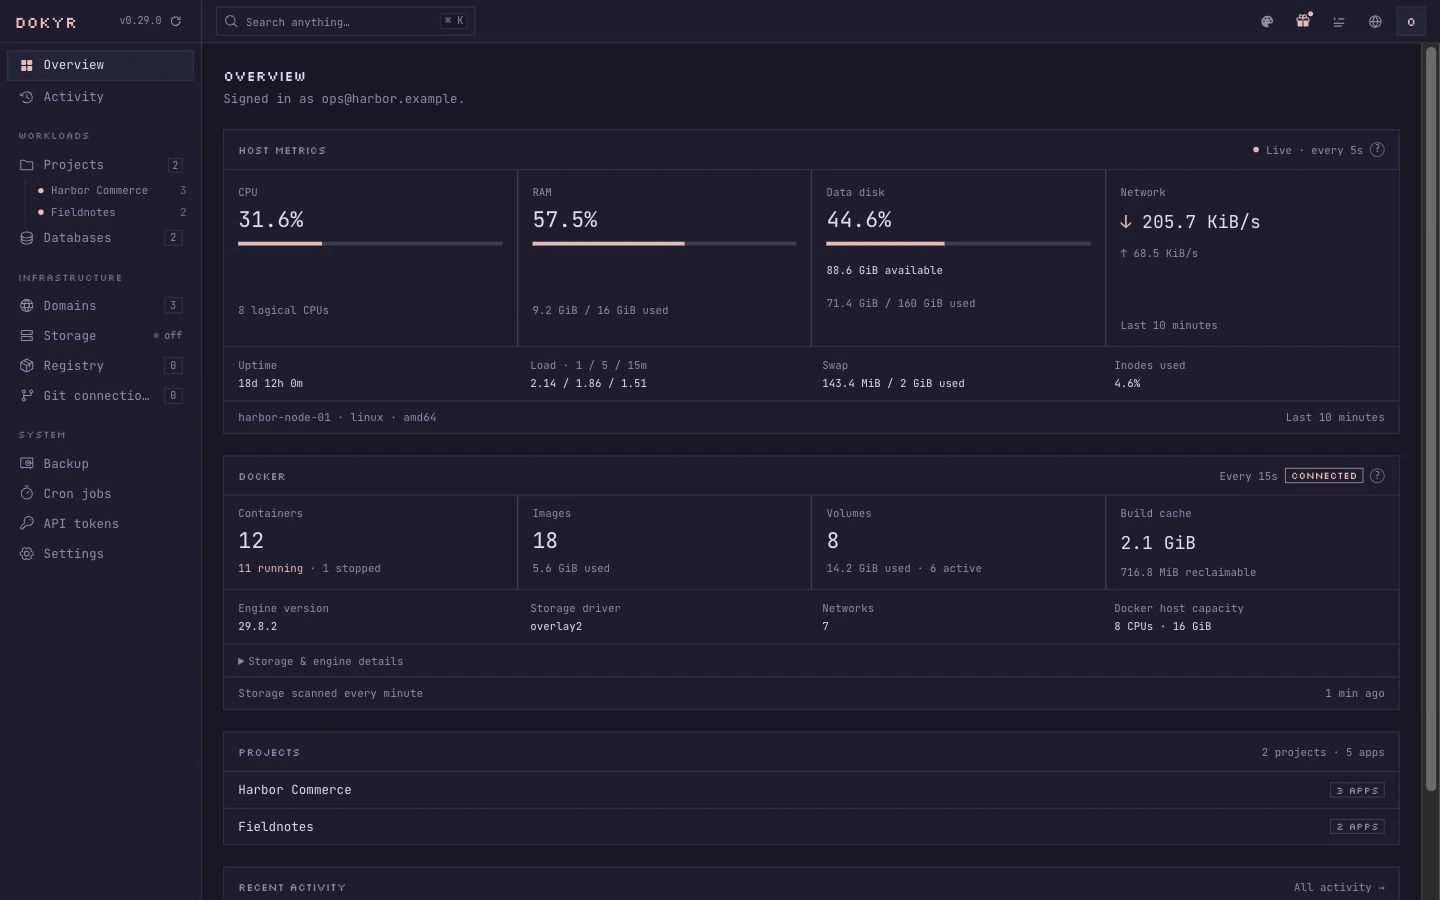 DOKYR v0.29.0
Search anything… ⌘ K
O
Overview
Activity
WORKLOADS
Projects 2
Harbor Commerce 3
Fieldnotes 2
Databases 2
INFRASTRUCTURE
Domains 3
Storage off
Registry 0
Git connectio… 0
SYSTEM
Backup
Cron jobs
API tokens
Settings
OVERVIEW
Signed in as ops@harbor.example.
HOST METRICS
Live · every 5s ?
CPU
31.6%
8 logical CPUs
RAM
57.5%
9.2 GiB / 16 GiB used
Data disk
44.6%
88.6 GiB available
71.4 GiB / 160 GiB used
Network
↓ 205.7 KiB/s
↑ 68.5 KiB/s
Last 10 minutes
Uptime
18d 12h 0m
Load · 1 / 5 / 15m
2.14 / 1.86 / 1.51
Swap
143.4 MiB / 2 GiB used
Inodes used
4.6%
harbor-node-01 · linux · amd64
Last 10 minutes
DOCKER
Every 15s CONNECTED ?
Containers
12
11 running · 1 stopped
Images
18
5.6 GiB used
Volumes
8
14.2 GiB used · 6 active
Build cache
2.1 GiB
716.8 MiB reclaimable
Engine version
29.8.2
Storage driver
overlay2
Networks
7
Docker host capacity
8 CPUs · 16 GiB
▶ Storage & engine details
Storage scanned every minute
1 min ago
PROJECTS
2 projects · 5 apps
Harbor Commerce
3 APPS
Fieldnotes
2 APPS
RECENT ACTIVITY
All activity →